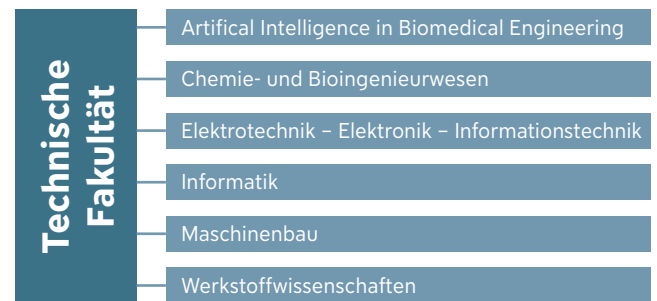 Technische
Fakultät
Artifical Intelligence in Biomedical Engineering
Chemie- und Bioingenieurwesen
Elektrotechnik – Elektronik – Informationstechnik
Informatik
Maschinenbau
Werkstoffwissenschaften